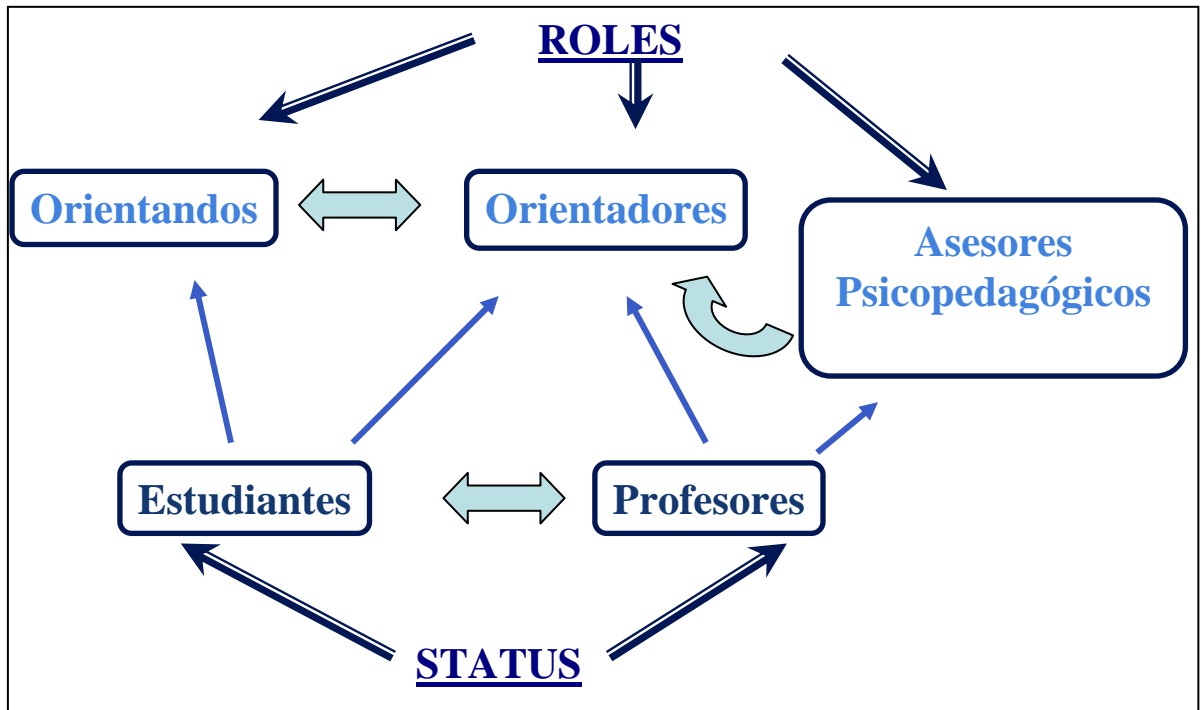 ROLES
Orientandos
Orientadores
Asesores
Psicopedagógicos
Estudiantes
Profesores
STATUS